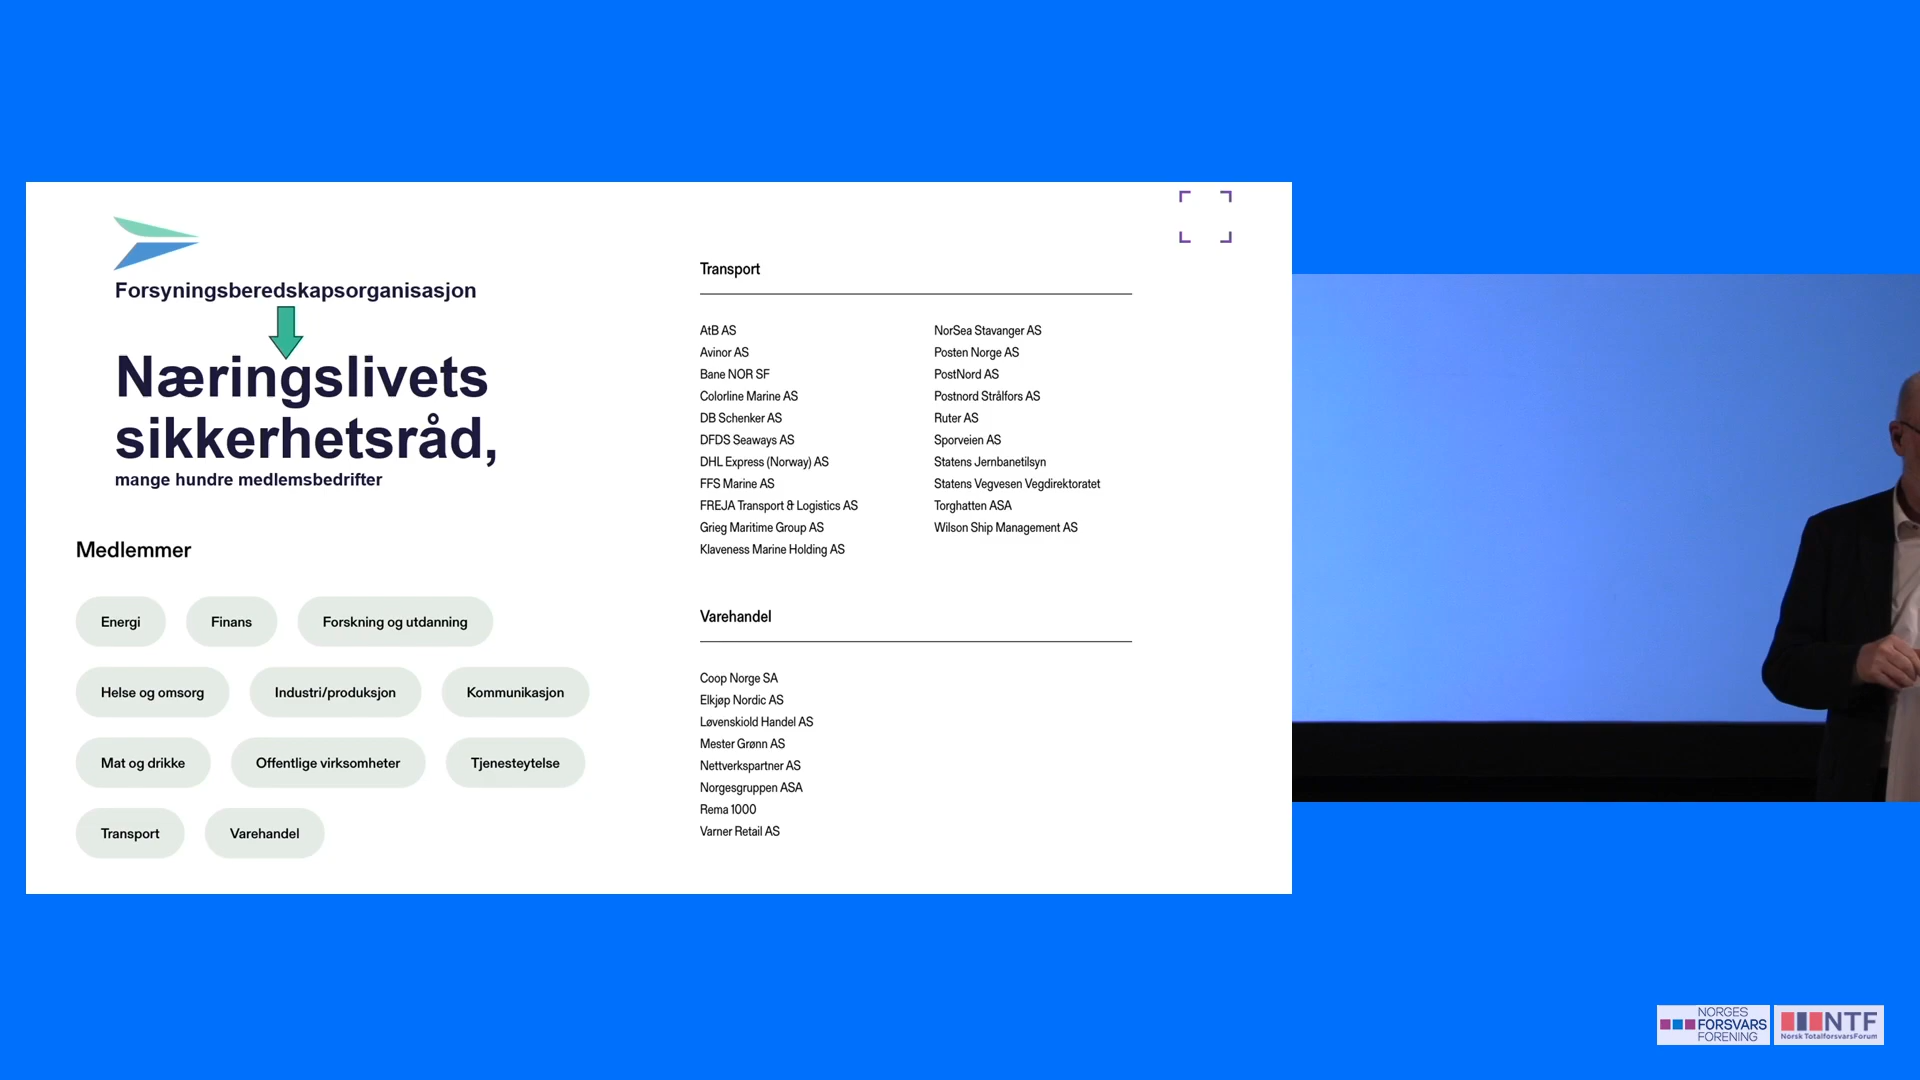 Forsyningsberedskapsorganisasjon
Næringslivets
sikkerhetsråd,
mange hundre medlemsbedrifter
Medlemmer
Energi
Finans
Forskning og utdanning
Helse og omsorg
Industri/produksjon
Kommunikasjon
Mat og drikke
Offentlige virksomheter
Tjenesteytelse
Transport
Varehandel
Transport
AtB AS
Avinor AS
Bane NOR SF
Colorline Marine AS
DB Schenker AS
DFDS Seaways AS
DHL Express (Norway) AS
FFS Marine AS
FREJA Transport & Logistics AS
Grieg Maritime Group AS
Klaveness Marine Holding AS
NorSea Stavanger AS
Posten Norge AS
PostNord AS
Postnord Strålfors AS
Ruter AS
Sporveien AS
Statens Jernbanetilsyn
Statens Vegvesen Vegdirektoratet
Torghatten ASA
Wilson Ship Management AS
Varehandel
Coop Norge SA
Elkjøp Nordic AS
Løvenskiold Handel AS
Mester Grønn AS
Nettverkspartner AS
Norgesgruppen ASA
Rema 1000
Varner Retail AS
NORGES
FORSVARS
FORENING
NTF
Norsk TotalforsvarsForum